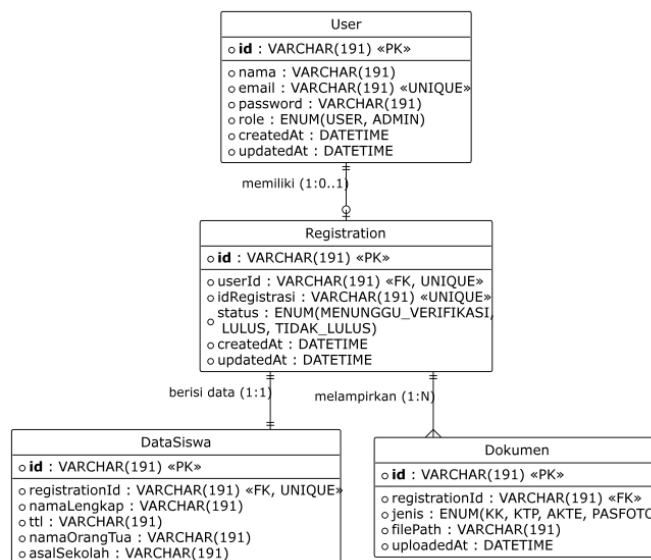 User
id : VARCHAR(191) «PK»
nama : VARCHAR(191)
email : VARCHAR(191) «UNIQUE»
password : VARCHAR(191)
role : ENUM(USER, ADMIN)
createdAt : DATETIME
updatedAt : DATETIME
memiliki (1:0..1)
Registration
id : VARCHAR(191) «PK»
userId : VARCHAR(191) «FK, UNIQUE»
idRegistrasi : VARCHAR(191) «UNIQUE»
status : ENUM(MENUNGGU_VERIFIKASI,
LULUS, TIDAK_LULUS)
createdAt : DATETIME
updatedAt : DATETIME
berisi data (1:1)
melampirkan (1:N)
DataSiswa
id : VARCHAR(191) «PK»
registrationId : VARCHAR(191) «FK, UNIQUE»
namaLengkap : VARCHAR(191)
ttl : VARCHAR(191)
namaOrangTua : VARCHAR(191)
asalSekolah : VARCHAR(191)
Dokumen
id : VARCHAR(191) «PK»
registrationId : VARCHAR(191) «FK»
jenis : ENUM(KK, KTP, AKTE, PASFOTO
filePath : VARCHAR(191)
uploadedAt : DATETIME